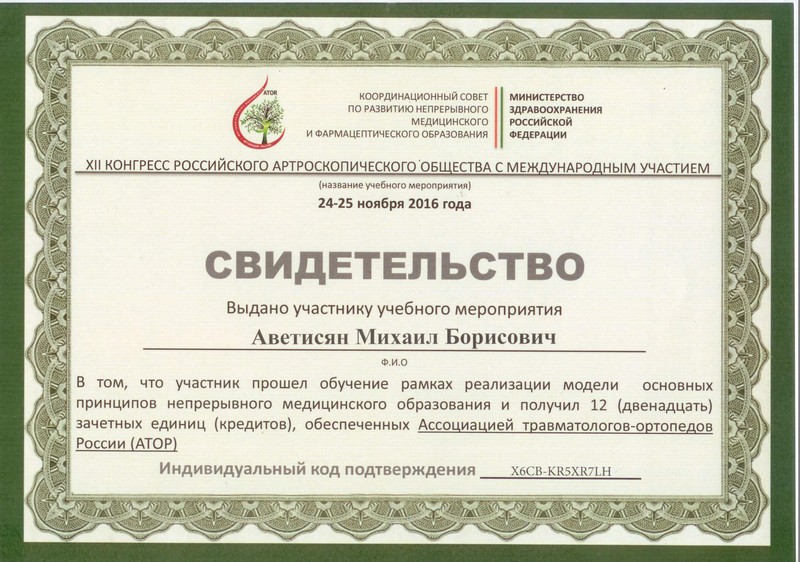 АТОР
КООРДИНАЦИОННЫЙ СОВЕТ
ПО РАЗВИТИЮ НЕПРЕРЫВНОГО
МЕДИЦИНСКОГО
И ФАРМАЦЕПТИЧЕСКОГО ОБРАЗОВАНИЯ
МИНИСТЕРСТВО
ЗДРАВООХРАНЕНИЯ
РОССИЙСКОЙ
ФЕДЕРАЦИИ
XII КОНГРЕСС РОССИЙСКОГО АРТРОСКОПИЧЕСКОГО ОБЩЕСТВА С МЕЖДУНАРОДНЫМ УЧАСТИЕМ
(название учебного мероприятия)
24-25 ноября 2016 года
СВИДЕТЕЛЬСТВО
Выдано участнику учебного мероприятия
Аветисян Михаил Борисович
Ф.И.О
В том, что участник прошел обучение рамках реализации модели основных
принципов непрерывного медицинского образования и получил 12 (двенадцать)
зачетных единиц (кредитов), обеспеченных Ассоциацией травматологов-ортопедов
России (АТОР)
Индивидуальный код подтверждения X6CB-KR5XR7LH